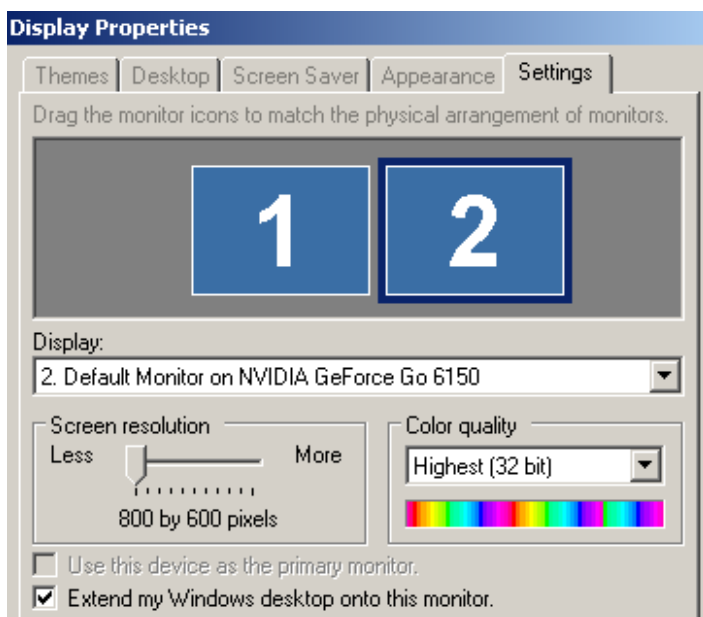 Display Properties
Themes Desktop Screen Saver Appearance Settings
Drag the monitor icons to match the physical arrangement of monitors.
1 2
Display:
2. Default Monitor on NVIDIA GeForce Go 6150
Screen resolution Color quality
Less More Highest (32 bit)
800 by 600 pixels
Use this device as the primary monitor.
Extend my Windows desktop onto this monitor.